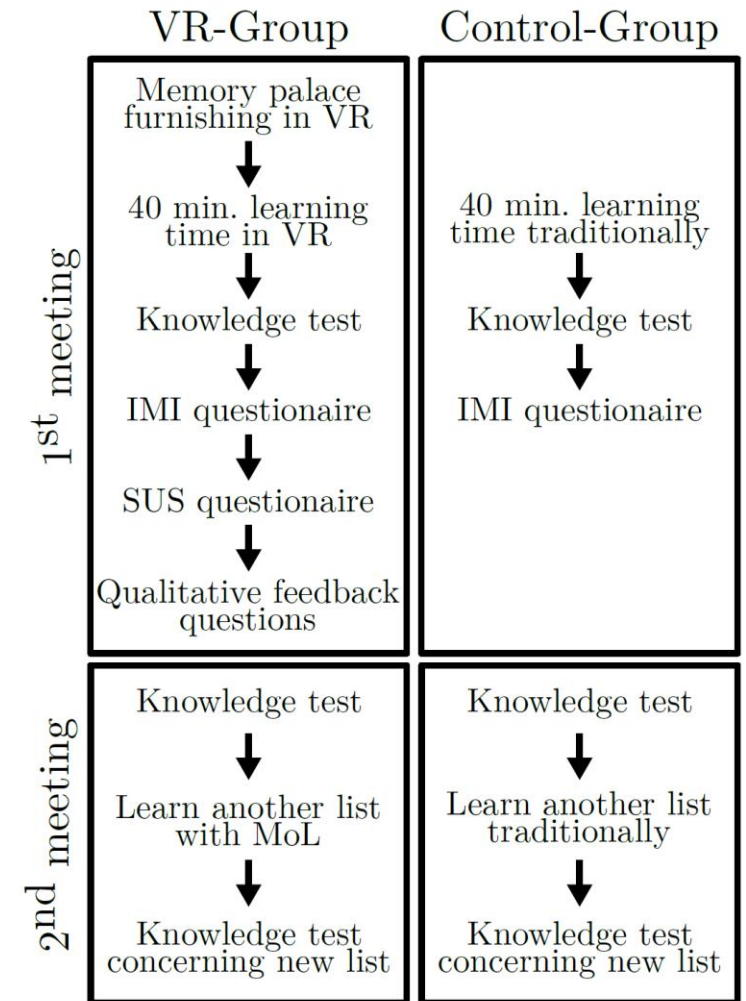 VR-Group
Control-Group
1st meeting
Memory palace
furnishing in VR
40 min. learning
time in VR
Knowledge test
IMI questionaire
SUS questionaire
Qualitative feedback
questions
40 min. learning
time traditionally
Knowledge test
IMI questionaire
2nd meeting
Knowledge test
Learn another list
with MoL
Knowledge test
concerning new list
Knowledge test
Learn another list
traditionally
Knowledge test
concerning new list